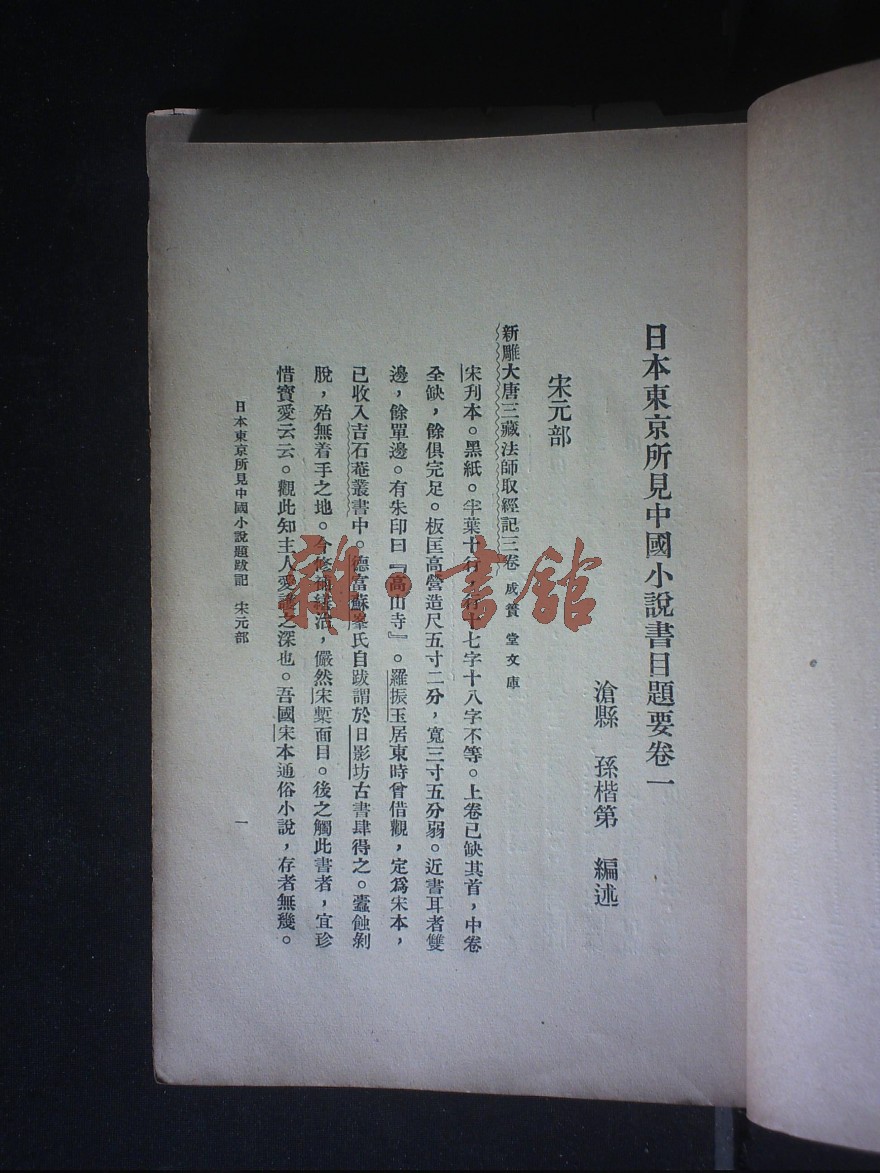 日本東京所見中國小說書目題要卷一
滄縣 孫楷第 編述
宋元部
新雕大唐三藏法師取經記三卷 成簣堂文庫
宋刋本。黑紙。半葉十行，行十七字十八字不等。上卷已缺其首，中卷
全缺，餘俱完足。板匡高營造尺五寸二分，寬三寸五分弱。近書耳者雙
邊，餘單邊。有朱印曰『高山寺』。羅振玉居東時曾借觀，定爲宋本，
已收入吉石菴叢書中。德富蘇峯氏自跋謂於日影坊古書肆得之。蠹蝕剝
脫，殆無着手之地。今修補繕治，儼然宋槧面目。後之觸此書者，宜珍
惜寶愛云云。觀此知主人愛護之深也。吾國宋本通俗小說，存者無幾。
日本東京所見中國小說題跋記 宋元部
一
雜·書館